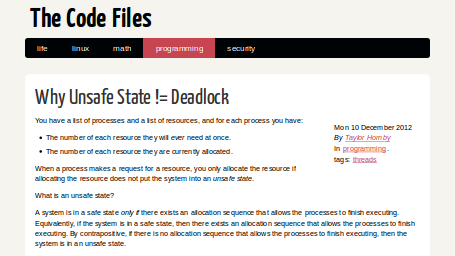 The Code Files
life linux math programming security
Why Unsafe State != Deadlock
You have a list of processes and a list of resources, and for each process you have:
Mon 10 December 2012
By Taylor Hornby
In programming.
tags: threads
• The number of each resource they will ever need at once.
• The number of each resource they are currently allocated.
When a process makes a request for a resource, you only allocate the resource if
allocating the resource does not put the system into an unsafe state.
What is an unsafe state?
A system is in a safe state only if there exists an allocation sequence that allows the processes to finish executing.
Equivalently, if the system is in a safe state, then there exists an allocation sequence that allows the processes to finish
executing. By contrapositive, if there is no allocation sequence that allows the processes to finish executing, then the
system is in an unsafe state.